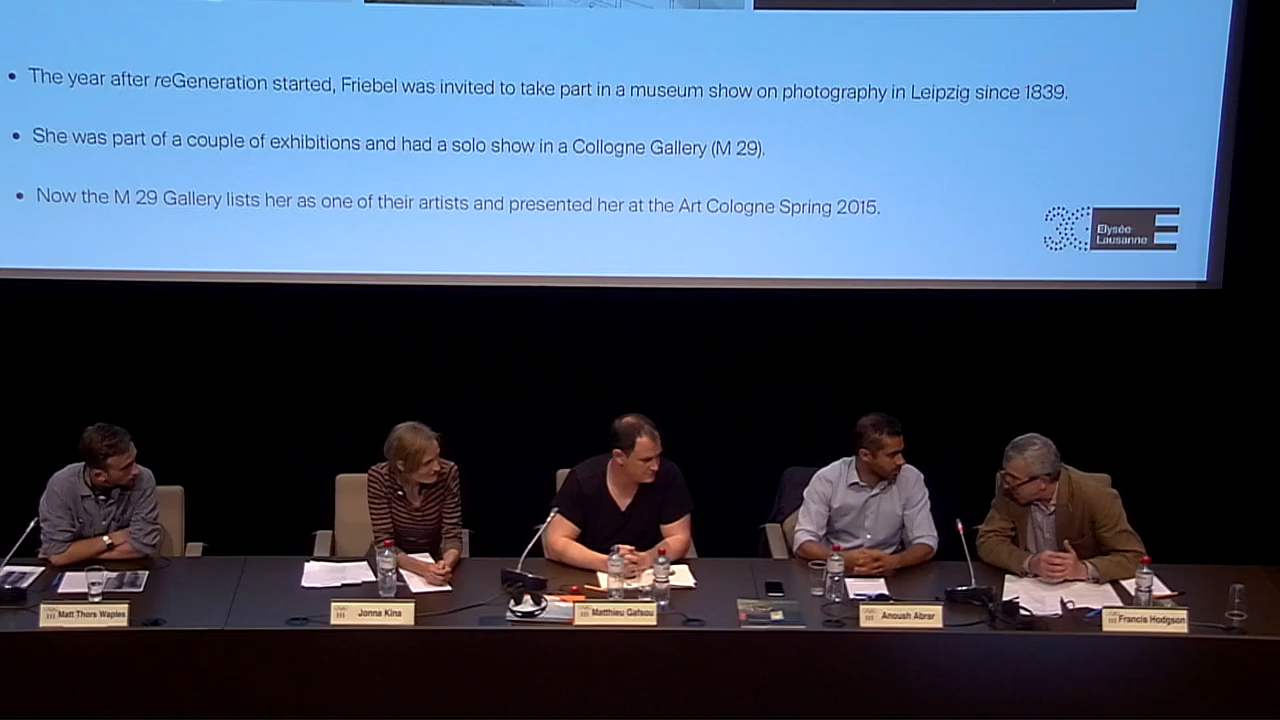 • The year after reGeneration started, Friebel was invited to take part in a museum show on photography in Leipzig since 1839.
• She was part of a couple of exhibitions and had a solo show in a Collogne Gallery (M 29).
• Now the M 29 Gallery lists her as one of their artists and presented her at the Art Cologne Spring 2015.
Elysée
Lausanne
Matt Thors Waples
Jonna Kina
Matthieu Gafsou
Anoush Abrar
Francis Hodgson